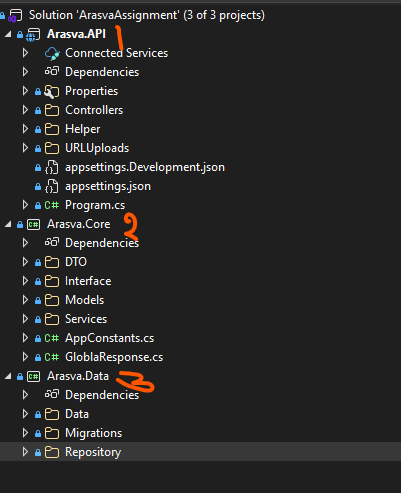 Solution 'ArasvaAssignment' (3 of 3 projects)
Arasva.API 1
Connected Services
Dependencies
Properties
Controllers
Helper
URLUploads
appsettings.Development.json
appsettings.json
C# Program.cs
C# Arasva.Core 2
Dependencies
DTO
Interface
Models
Services
C# AppConstants.cs
C# GloblaResponse.cs
C# Arasva.Data 3
Dependencies
Data
Migrations
Repository